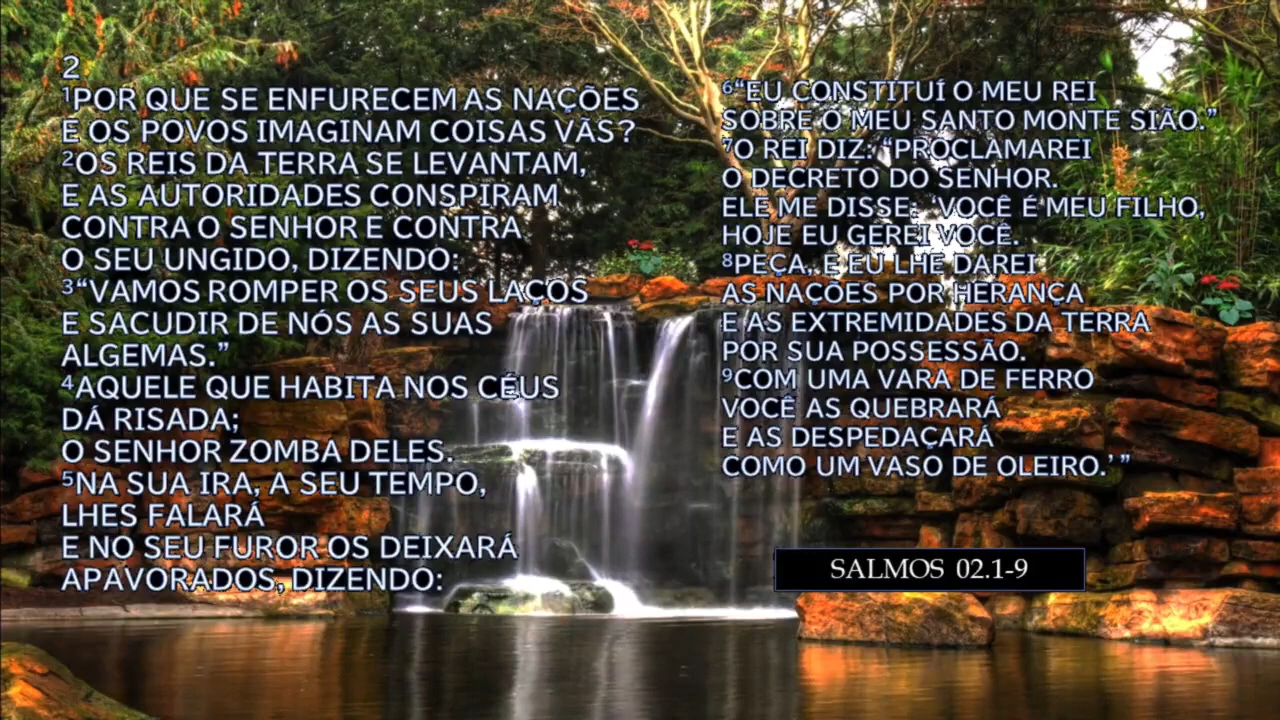 2
¹POR QUE SE ENFURECEM AS NAÇÕES
E OS POVOS IMAGINAM COISAS VÃS?
²OS REIS DA TERRA SE LEVANTAM,
E AS AUTORIDADES CONSPIRAM
CONTRA O SENHOR E CONTRA
O SEU UNGIDO, DIZENDO:
³“VAMOS ROMPER OS SEUS LAÇOS
E SACUDIR DE NÓS AS SUAS
ALGEMAS.”
⁴AQUELE QUE HABITA NOS CÉUS
DÁ RISADA;
O SENHOR ZOMBA DELES.
⁵NA SUA IRA, A SEU TEMPO,
LHES FALARÁ
E NO SEU FUROR OS DEIXARÁ
APAVORADOS, DIZENDO:
⁶“EU CONSTITUÍ O MEU REI
SOBRE O MEU SANTO MONTE SIÃO.”
⁷O REI DIZ: “PROCLAMAREI
O DECRETO DO SENHOR.
ELE ME DISSE: ‘VOCÊ É MEU FILHO,
HOJE EU GEREI VOCÊ.
⁸PEÇA, E EU LHE DAREI
AS NAÇÕES POR HERANÇA
E AS EXTREMIDADES DA TERRA
POR SUA POSSESSÃO.
⁹COM UMA VARA DE FERRO
VOCÊ AS QUEBRARÁ
E AS DESPEDAÇARÁ
COMO UM VASO DE OLEIRO.’”
SALMOS 02.1-9